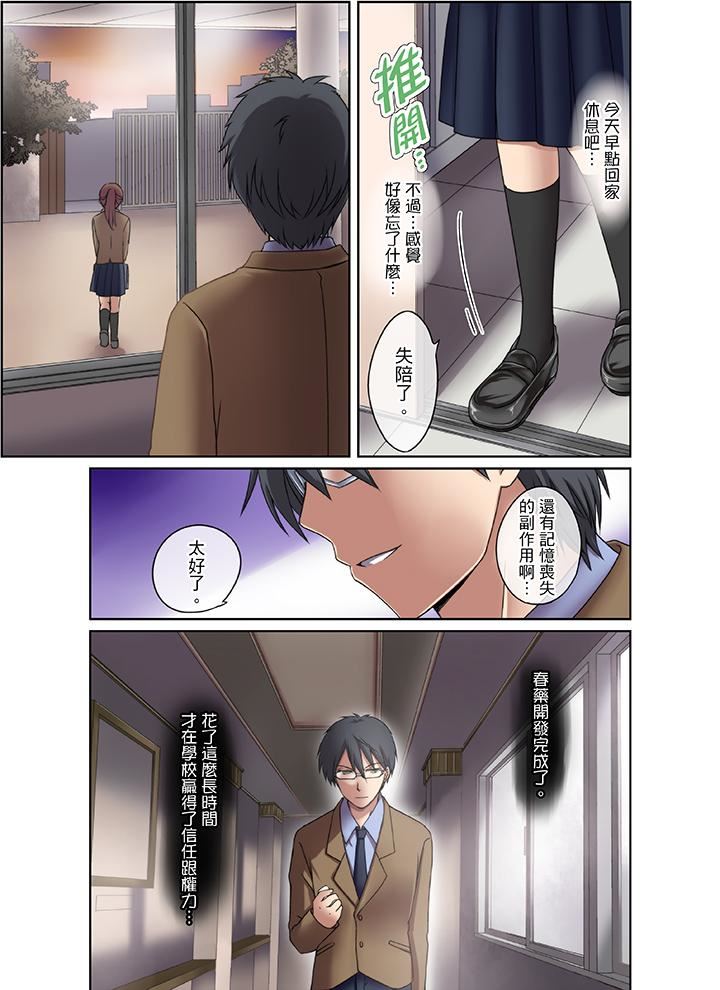 今天早點回家
休息吧…
推開…
不過…感覺
好像忘了什麼…
失陪了。
還有記憶喪失
的副作用啊…
太好了。
春藥開發完成了。
花了這麼長時間
才在學校贏得了信任跟權力…